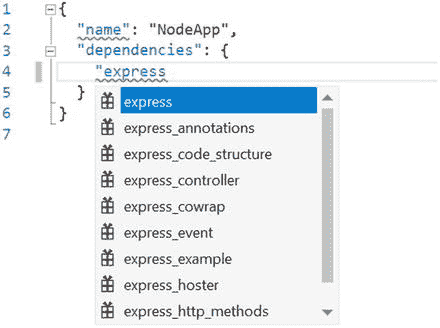 1 {
2 "name": "NodeApp",
3 "dependencies": {
4 "express
5 }
6 }
7
express
express_annotations
express_code_structure
express_controller
express_cowrap
express_event
express_example
express_hoster
express_http_methods